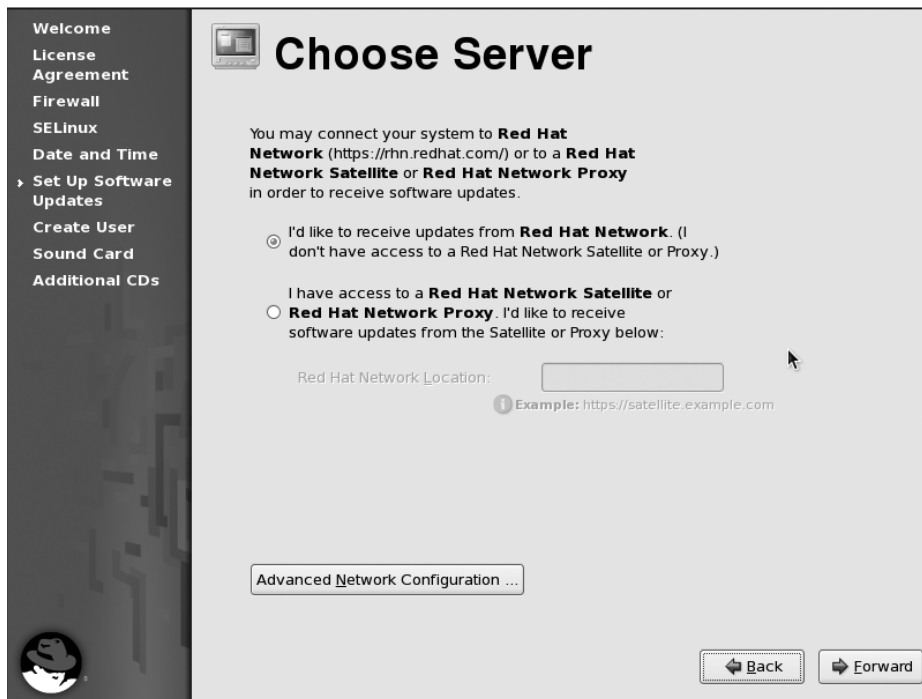 Welcome
License
Agreement
Firewall
SELinux
Date and Time
Set Up Software
Updates
Create User
Sound Card
Additional CDs
Choose Server
You may connect your system to Red Hat
Network (https://rhn.redhat.com/) or to a Red Hat
Network Satellite or Red Hat Network Proxy
in order to receive software updates.
I'd like to receive updates from Red Hat Network. (I
don't have access to a Red Hat Network Satellite or Proxy.)
I have access to a Red Hat Network Satellite or
Red Hat Network Proxy. I'd like to receive
software updates from the Satellite or Proxy below:
Red Hat Network Location:
Example: https://satellite.example.com
Advanced Network Configuration ...
Back
Forward